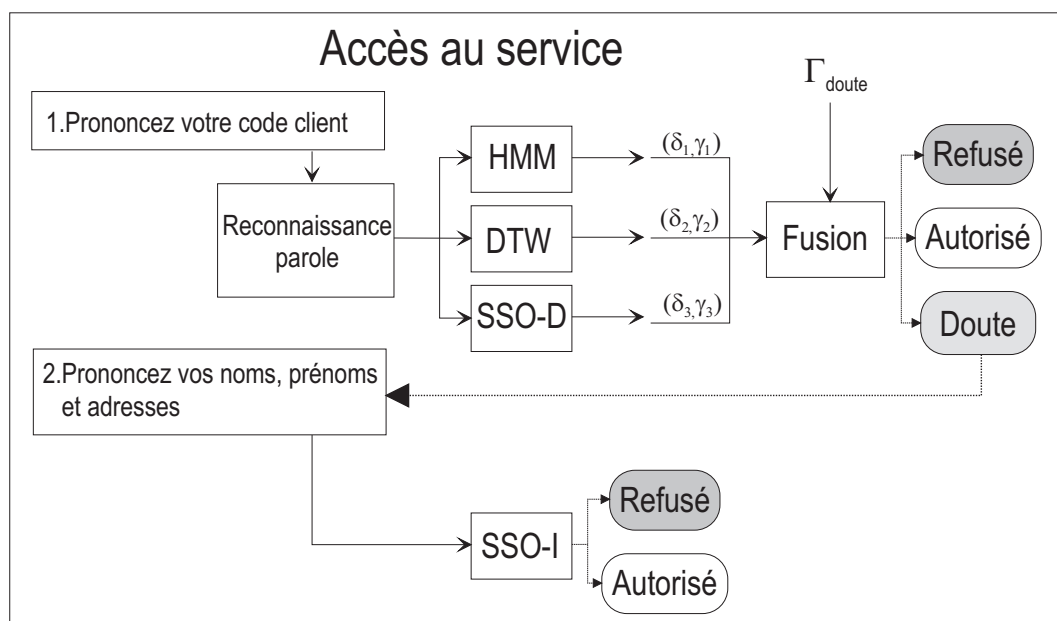 Accès au service
Γdoute
1.Prononcez votre code client
HMM
(δ1,γ1)
Refusé
Reconnaissance
parole
DTW
(δ2,γ2)
Fusion
Autorisé
SSO-D
(δ3,γ3)
Doute
2.Prononcez vos noms, prénoms
et adresses
Refusé
SSO-I
Autorisé